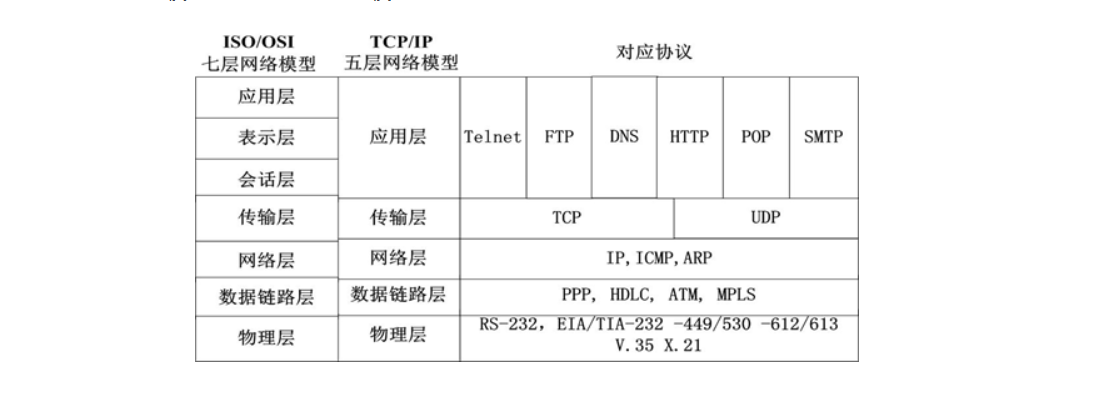 ISO/OSI TCP/IP 对应协议
七层网络模型 五层网络模型
应用层
表示层 应用层 Telnet FTP DNS HTTP POP SMTP
会话层
传输层 传输层 TCP UDP
网络层 网络层 IP,ICMP,ARP
数据链路层 数据链路层 PPP, HDLC, ATM, MPLS
物理层 物理层 RS-232, EIA/TIA-232 -449/530 -612/613
V.35 X.21